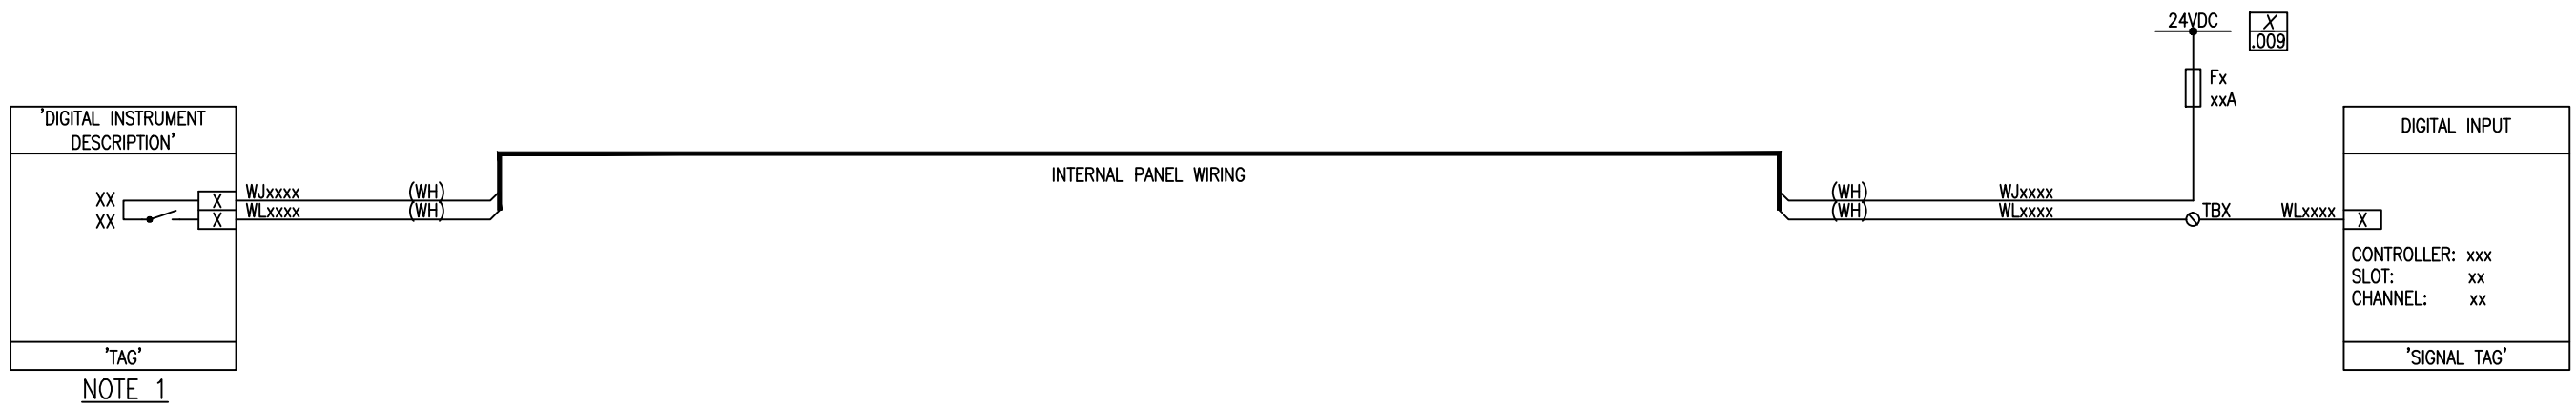 24VDC
X
.009
Fx
xxA
'DIGITAL INSTRUMENT
DESCRIPTION'
XX
XX
X
X
WJxxxx
WLxxxx
(WH)
(WH)
'TAG'
NOTE 1
INTERNAL PANEL WIRING
(WH)
(WH)
WJxxxx
WLxxxx
TBX
WLxxxx
DIGITAL INPUT
X
CONTROLLER: xxx
SLOT: xx
CHANNEL: xx
'SIGNAL TAG'